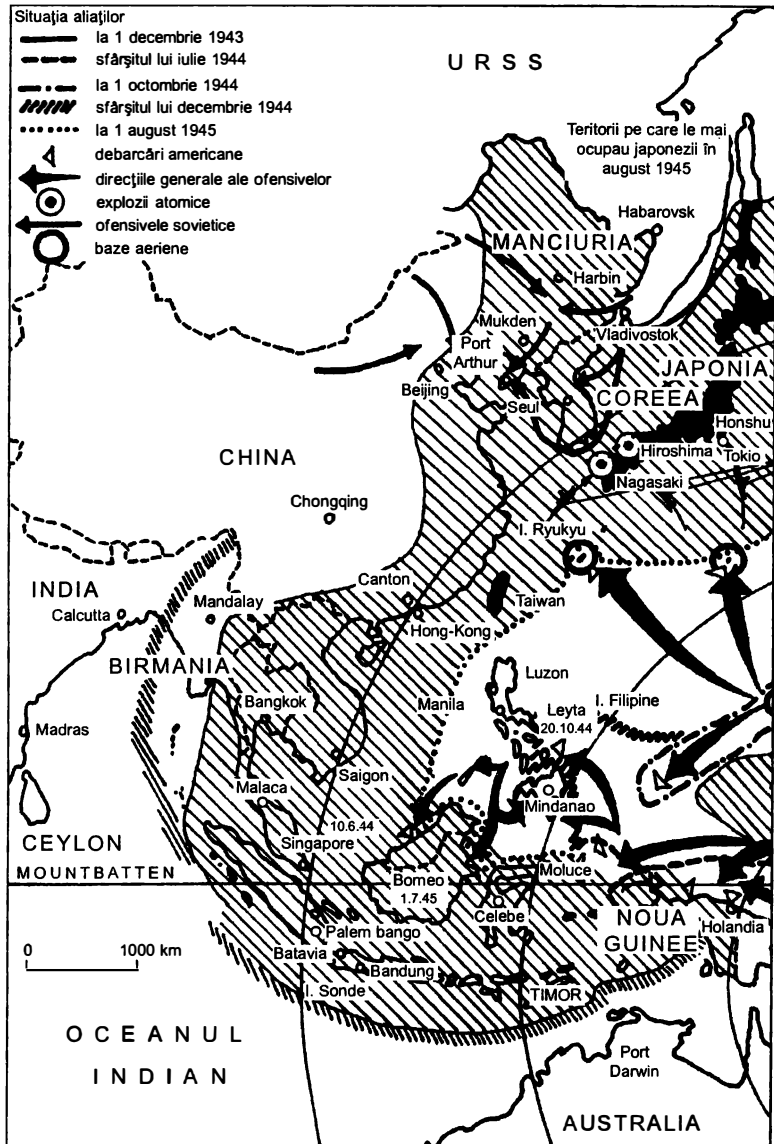 Situația aliaților
la 1 decembrie 1943
sfârșitul lui iulie 1944
la 1 octombrie 1944
sfârșitul lui decembrie 1944
la 1 august 1945
debarcări americane
direcțiile generale ale ofensivelor
explozii atomice
ofensivele sovietice
baze aeriene
URSS
Teritorii pe care le mai
ocupau japonezii în
august 1945
Habarovsk
MANCIURIA
Harbin
Mukden
Vladivostok
Port
Arthur
JAPONIA
Beijing
Seul
COREEA
Honshu
CHINA
Hiroshima
Tokio
Nagasaki
Chongqing
I. Ryukyu
INDIA
Canton
Calcutta
Mandalay
Taiwan
Hong-Kong
BIRMANIA
Luzon
Bangkok
Manila
I. Filipine
Leyta
20.10.44
Madras
Saigon
Malaca
Mindanao
10.6.44
CEYLON
Singapore
MOUNTBATTEN
Moluce
Borneo
1.7.45
Celebe
NOUA
GUINEE
Holandia
Palem bango
0 1000 km
Batavia
Bandung
I. Sonde
TIMOR
OCEANUL
INDIAN
Port
Darwin
AUSTRALIA